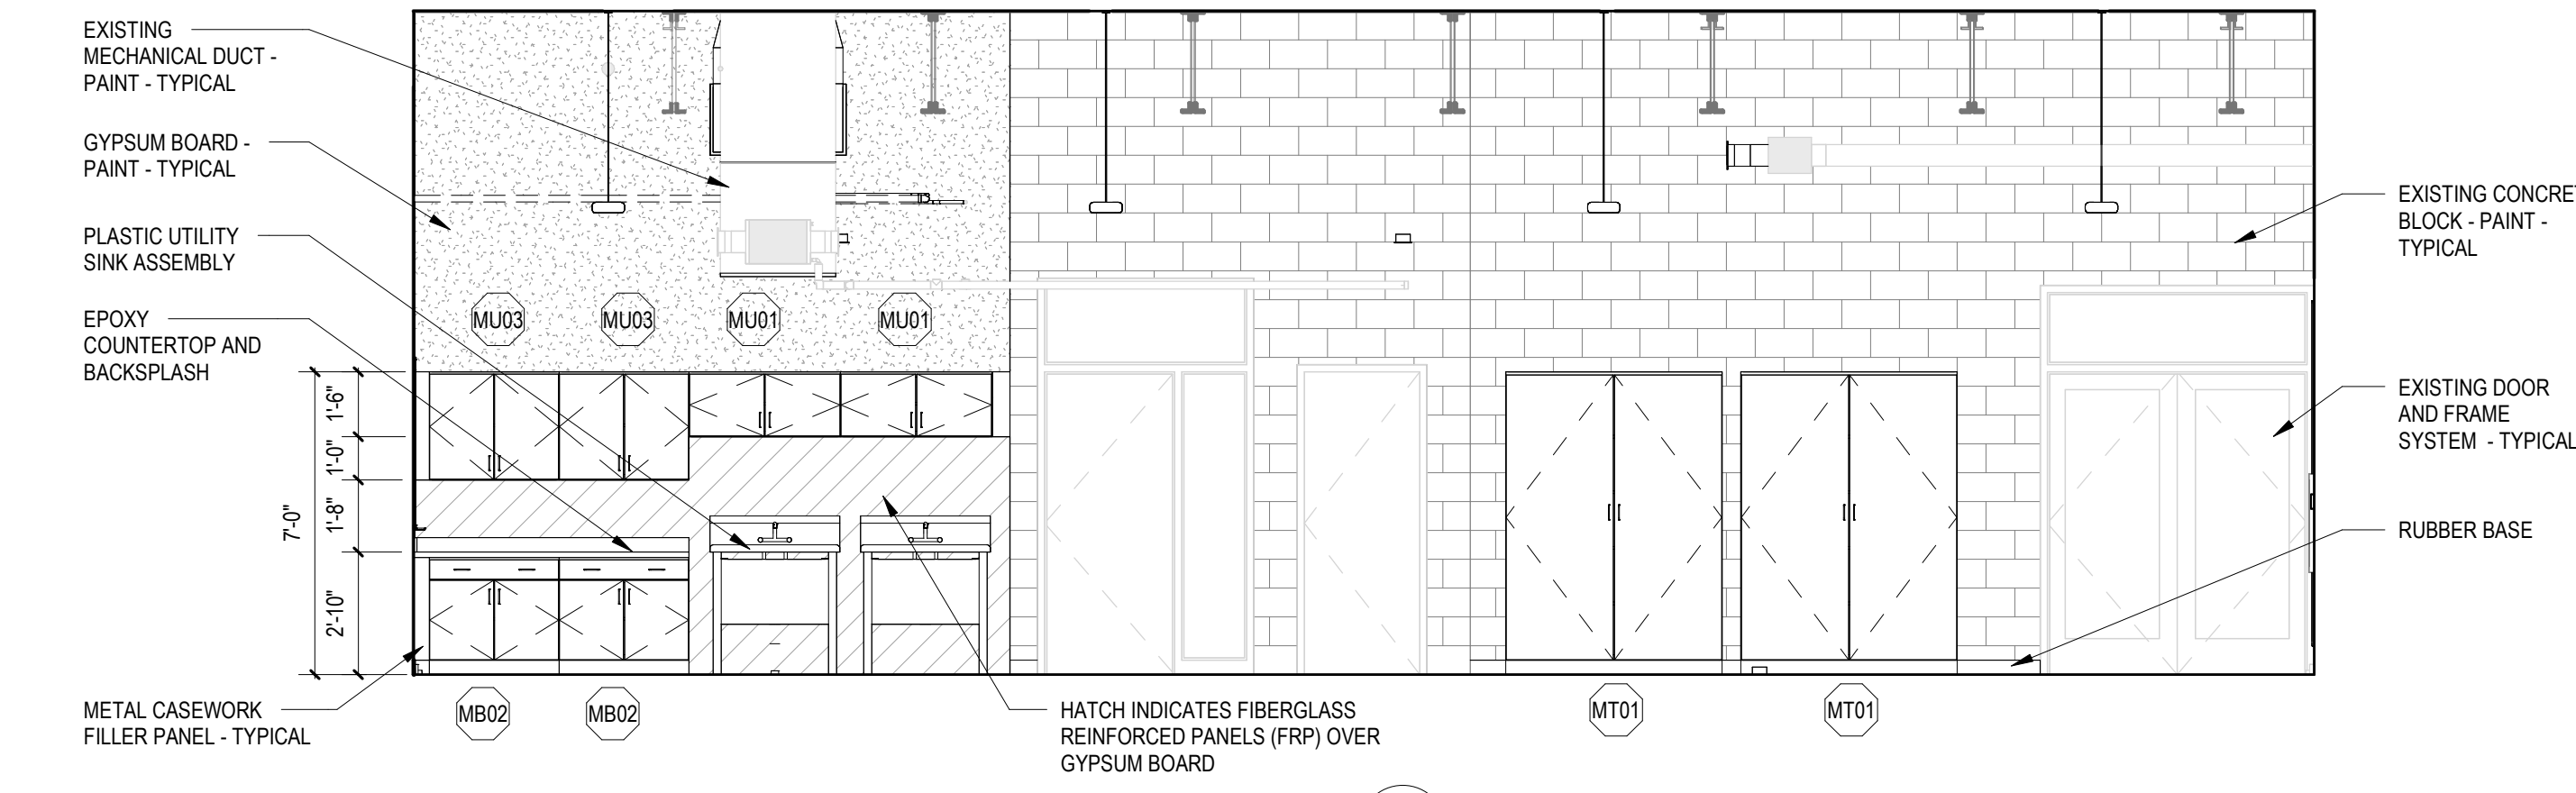 EXISTING
MECHANICAL DUCT -
PAINT - TYPICAL
GYPSUM BOARD -
PAINT - TYPICAL
PLASTIC UTILITY
SINK ASSEMBLY
EPOXY
COUNTERTOP AND
BACKSPLASH
MU03
MU03
MU01
MU01
7'-0"
1'-6"
1'-0"
1'-8"
2'-10"
METAL CASEWORK
FILLER PANEL - TYPICAL
MB02
MB02
HATCH INDICATES FIBERGLASS
REINFORCED PANELS (FRP) OVER
GYPSUM BOARD
MT01
MT01
EXISTING CONCRE
BLOCK - PAINT -
TYPICAL
EXISTING DOOR
AND FRAME
SYSTEM - TYPICAL
RUBBER BASE